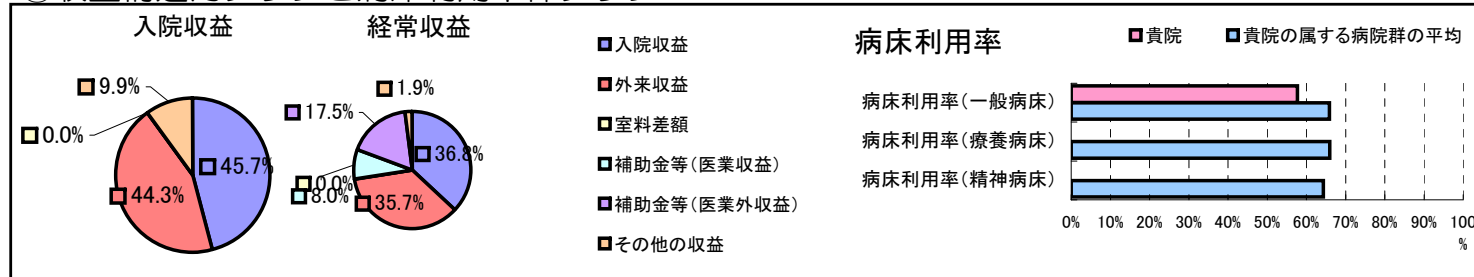 入院収益
経常収益
9.9%
0.0%
45.7%
44.3%
1.9%
17.5%
36.8%
0.0%
8.0%
35.7%
入院収益
外来収益
室料差額
補助金等(医業収益)
補助金等(医業外収益)
その他の収益
病床利用率
貴院
貴院の属する病院群の平均
病床利用率(一般病床)
病床利用率(療養病床)
病床利用率(精神病床)
0% 10% 20% 30% 40% 50% 60% 70% 80% 90% 100
%